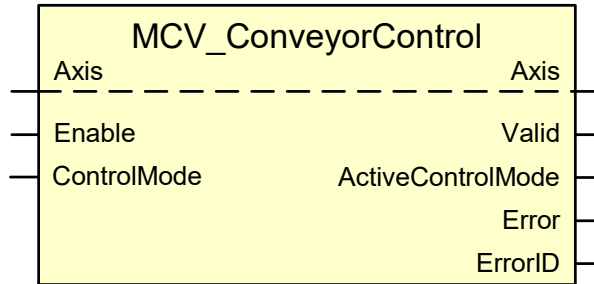 MCV_ConveyorControl
Axis Axis
Enable Valid
ControlMode ActiveControlMode
Error
ErrorID